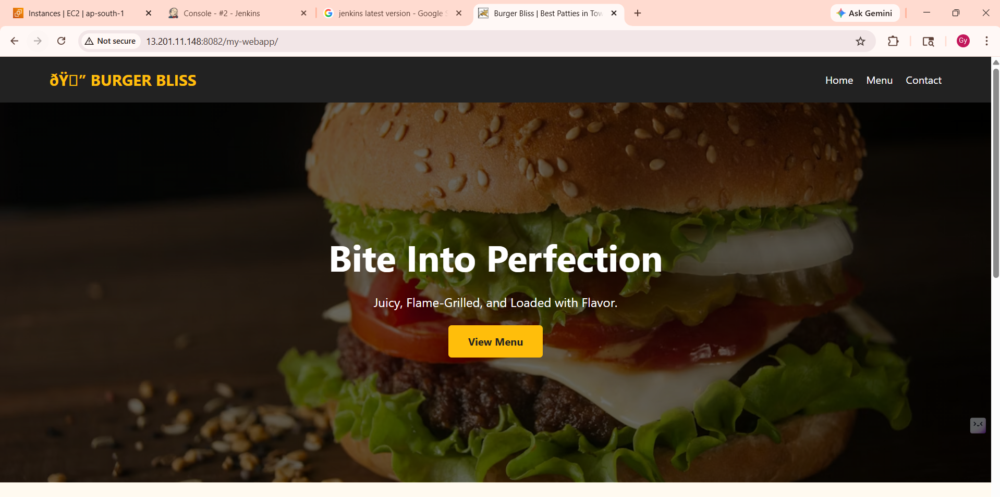 Instances | EC2 | ap-south-1
Console - #2 - Jenkins
jenkins latest version - Google S
Burger Bliss | Best Patties in Tow
Ask Gemini
Not secure
13.201.11.148:8082/my-webapp/
Gy
ðŸ□” BURGER BLISS
Home
Menu
Contact
Bite Into Perfection
Juicy, Flame-Grilled, and Loaded with Flavor.
View Menu